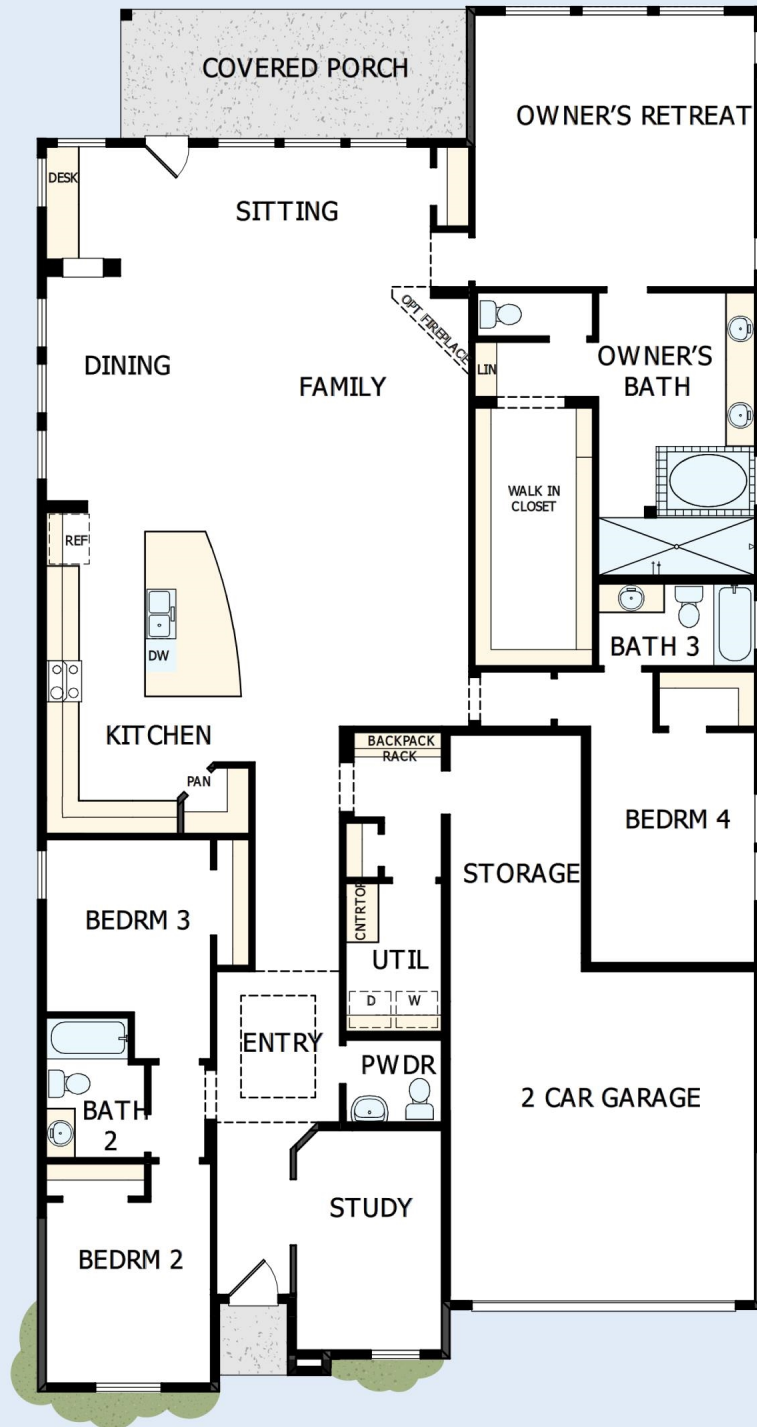 COVERED PORCH
OWNER'S RETREAT
DESK
SITTING
OPT FIREPLACE
DINING
FAMILY
LIN
OWNER'S
BATH
WALK IN
CLOSET
REF
DW
BATH 3
KITCHEN
BACKPACK
RACK
PAN
BEDRM 4
STORAGE
CNTRTOP
BEDRM 3
UTIL
D
W
ENTRY
PWDR
2 CAR GARAGE
BATH
2
STUDY
BEDRM 2